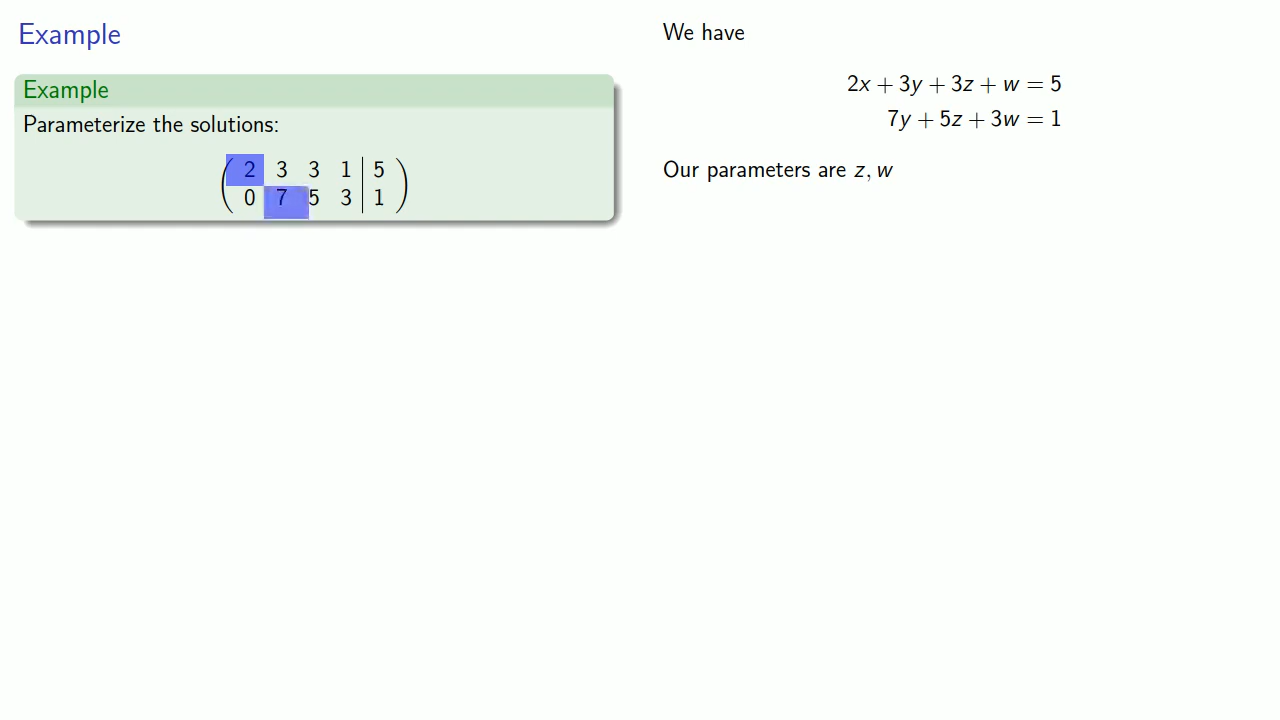 Example
Example
Parameterize the solutions:
( 2 3 3 1 | 5 )
( 0 7 5 3 | 1 )
We have
2x + 3y + 3z + w = 5
7y + 5z + 3w = 1
Our parameters are z, w